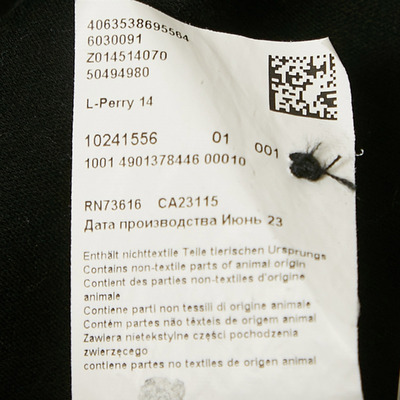 4063538695564
6030091
Z014514070
50494980
L-Perry 14
10241556 01 001
1001 4901378446 00010
RN73616 CA23115
Дата производства Июнь 23
Enthält nichttextile Teile tierischen Ursprungs
Contains non-textile parts of animal origin
Contient des parties non-textiles d'origine
animale
Contiene parti non tessili di origine animale
Contém partes não têxteis de origem animal
Zawiera nietekstylne części pochodzenia
zwierzęcego
contiene partes no textiles de origen animal